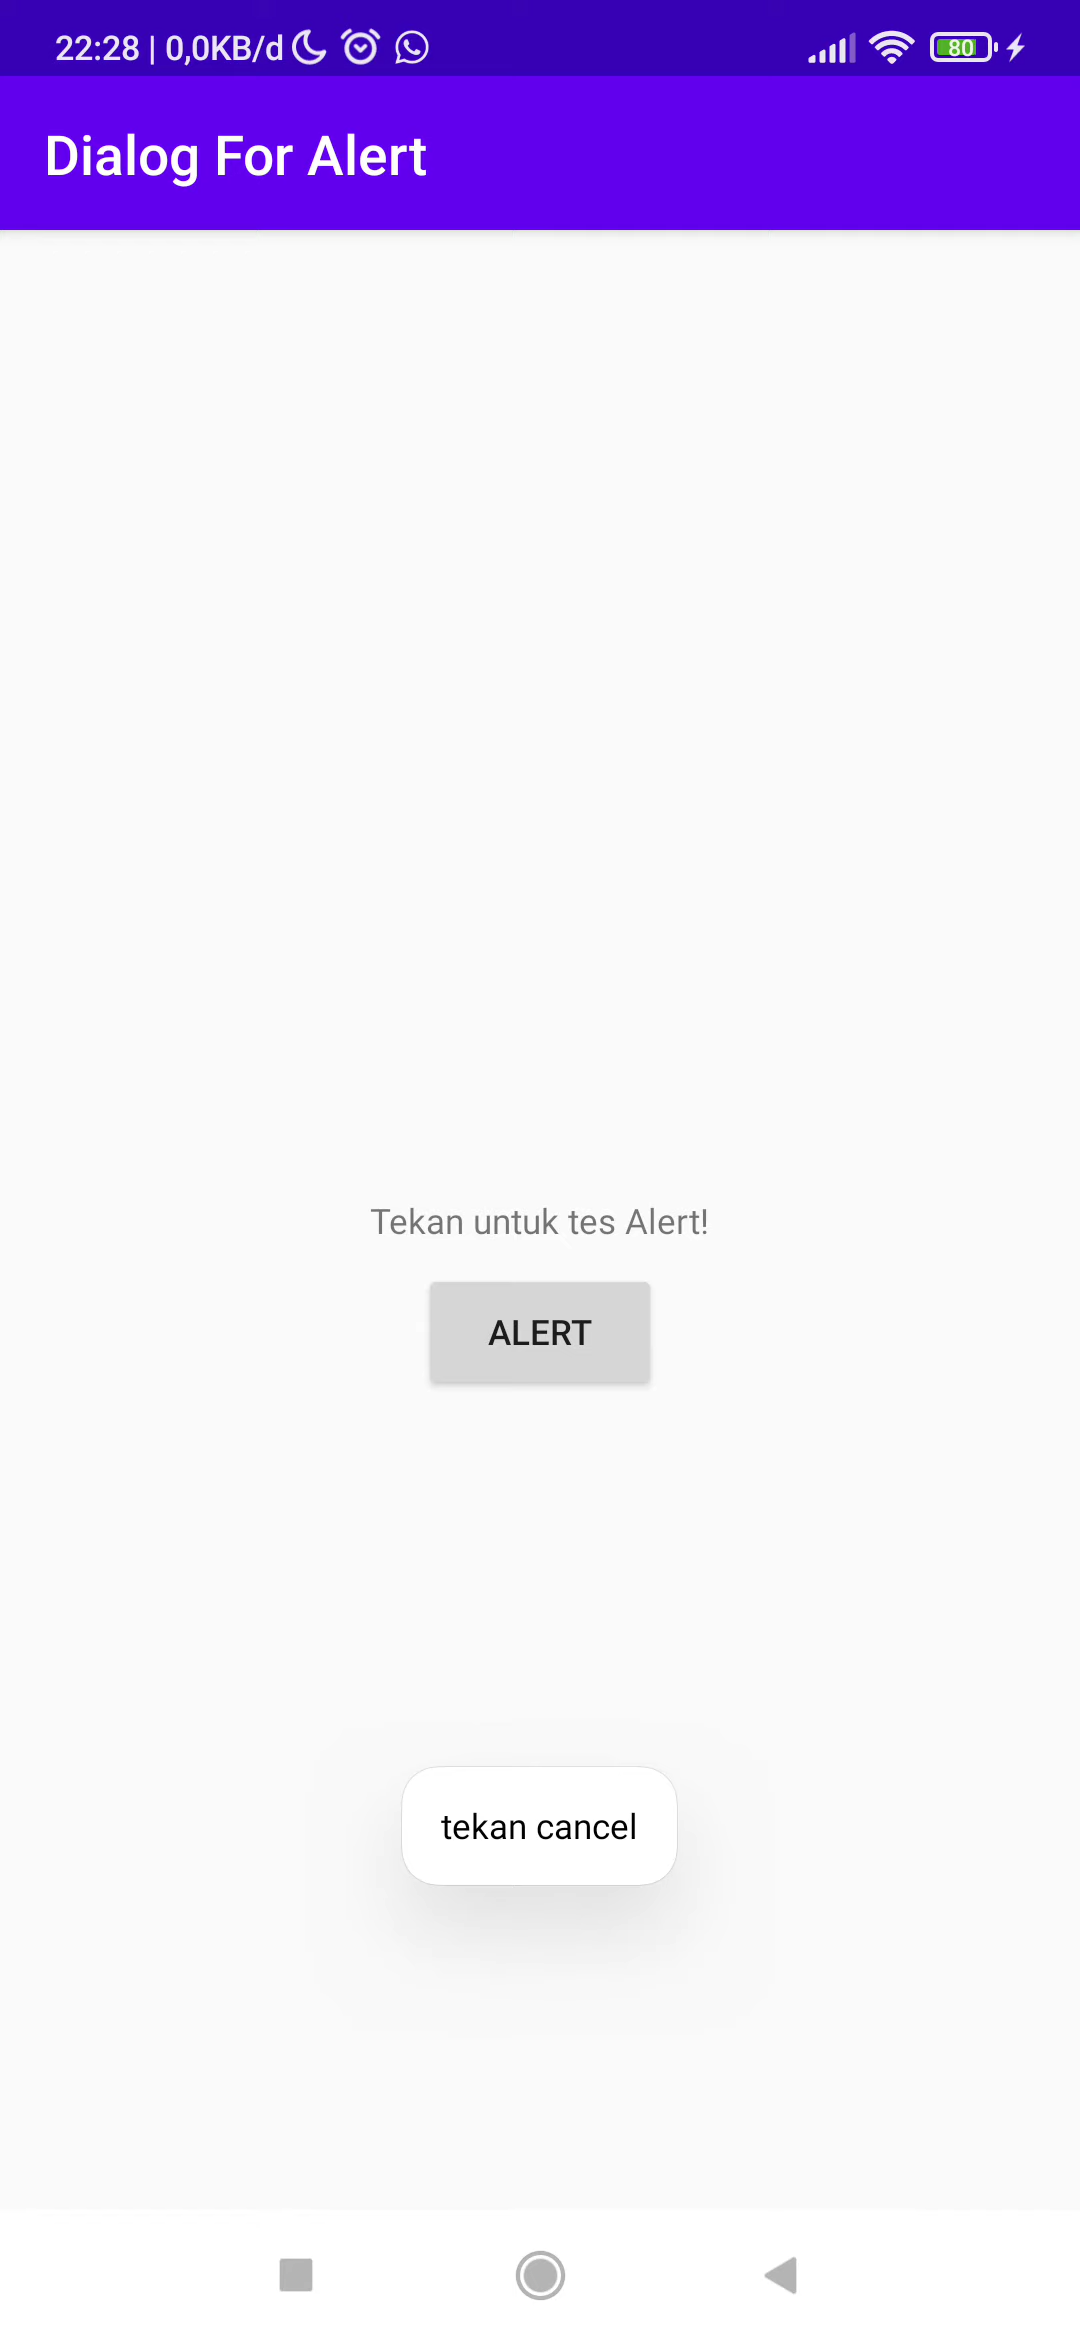 22:28 | 0,0KB/d
80
Dialog For Alert
Tekan untuk tes Alert!
ALERT
tekan cancel